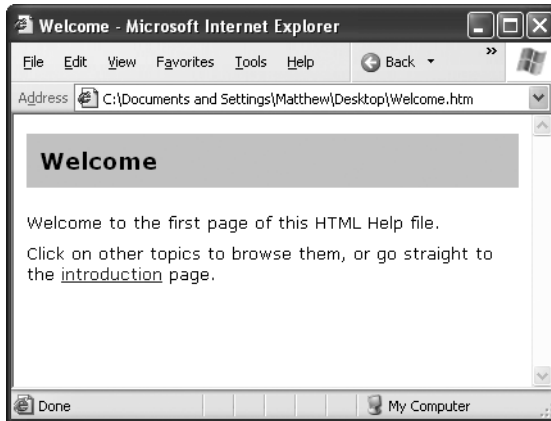 Welcome - Microsoft Internet Explorer
File Edit View Favorites Tools Help Back »
Address C:\Documents and Settings\Matthew\Desktop\Welcome.htm
Welcome
Welcome to the first page of this HTML Help file.
Click on other topics to browse them, or go straight to
the introduction page.
Done My Computer